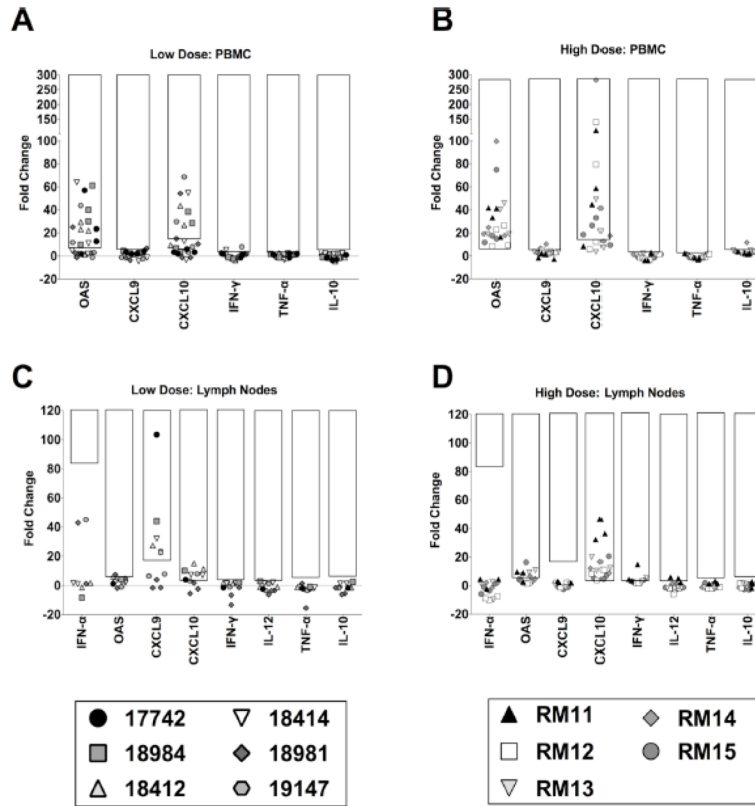 A
Low Dose: PBMC
Fold Change
300
250
200
150
100
80
60
40
20
0
-20
OAS
CXCL9
CXCL10
IFN-γ
TNF-α
IL-10
B
High Dose: PBMC
Fold Change
300
250
200
150
100
80
60
40
20
0
-20
OAS
CXCL9
CXCL10
IFN-γ
TNF-α
IL-10
C
Low Dose: Lymph Nodes
Fold Change
120
100
80
60
40
20
0
-20
IFN-α
OAS
CXCL9
CXCL10
IFN-γ
IL-12
TNF-α
IL-10
D
High Dose: Lymph Nodes
Fold Change
120
100
80
60
40
20
0
-20
IFN-α
OAS
CXCL9
CXCL10
IFN-γ
IL-12
TNF-α
IL-10
17742 18414
18984 18981
18412 19147
RM11 RM14
RM12 RM15
RM13